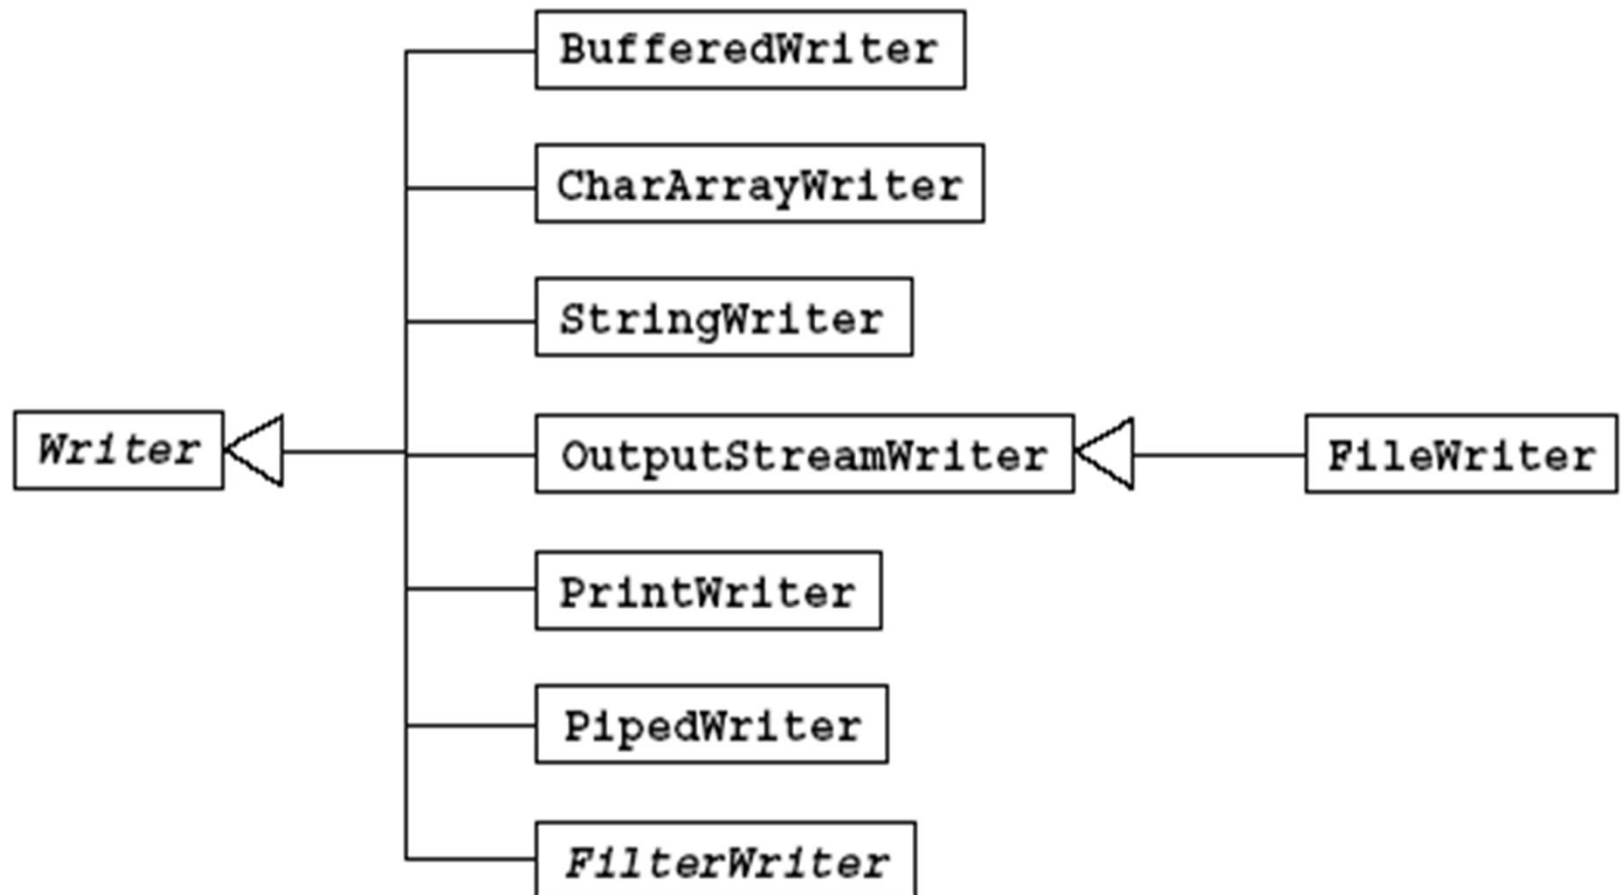 BufferedWriter
CharArrayWriter
StringWriter
Writer
OutputStreamWriter
FileWriter
PrintWriter
PipedWriter
FilterWriter